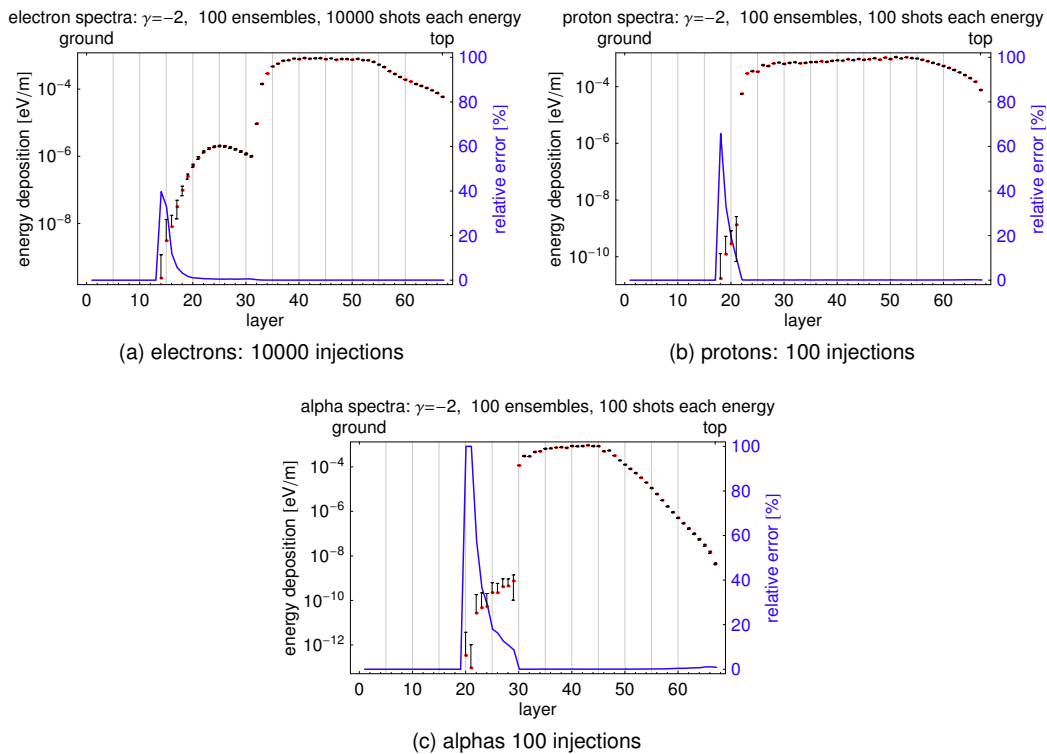 electron spectra: γ=−2, 100 ensembles, 10000 shots each energy
ground top
energy deposition [eV/m]
10⁻⁴
10⁻⁶
10⁻⁸
100
80
60
40
20
0
relative error [%]
0 10 20 30 40 50 60
layer
(a) electrons: 10000 injections
proton spectra: γ=−2, 100 ensembles, 100 shots each energy
ground top
energy deposition [eV/m]
10⁻⁴
10⁻⁶
10⁻⁸
10⁻¹⁰
100
80
60
40
20
0
relative error [%]
0 10 20 30 40 50 60
layer
(b) protons: 100 injections
alpha spectra: γ=−2, 100 ensembles, 100 shots each energy
ground top
energy deposition [eV/m]
10⁻⁴
10⁻⁶
10⁻⁸
10⁻¹⁰
10⁻¹²
100
80
60
40
20
0
relative error [%]
0 10 20 30 40 50 60
layer
(c) alphas 100 injections